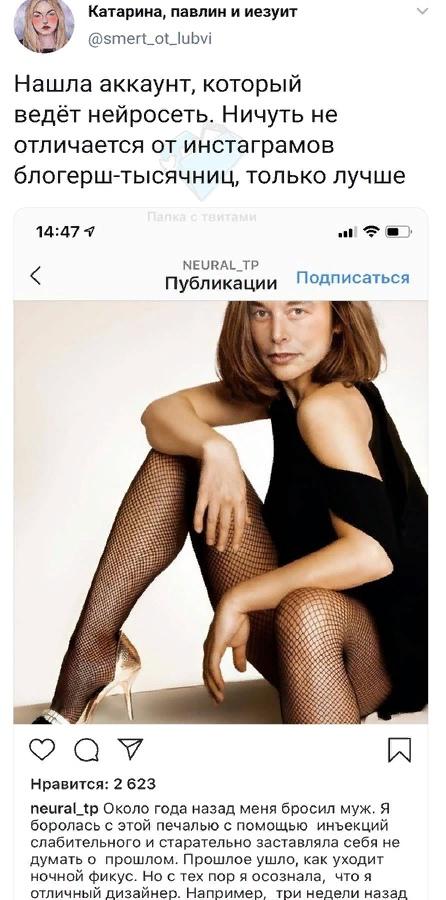 Катарина, павлин и иезуит
@smert_ot_lubvi
Нашла аккаунт, который
ведёт нейросеть. Ничуть не
отличается от инстаграмов
блогерш-тысячниц, только лучше
Папка с твитами
14:47
NEURAL_TP
Публикации
Подписаться
Нравится: 2 623
neural_tp Около года назад меня бросил муж. Я
боролась с этой печалью с помощью инъекций
слабительного и старательно заставляла себя не
думать о прошлом. Прошлое ушло, как уходит
ночной фикус. Но с тех пор я осознала, что я
отличный дизайнер. Например, три недели назад